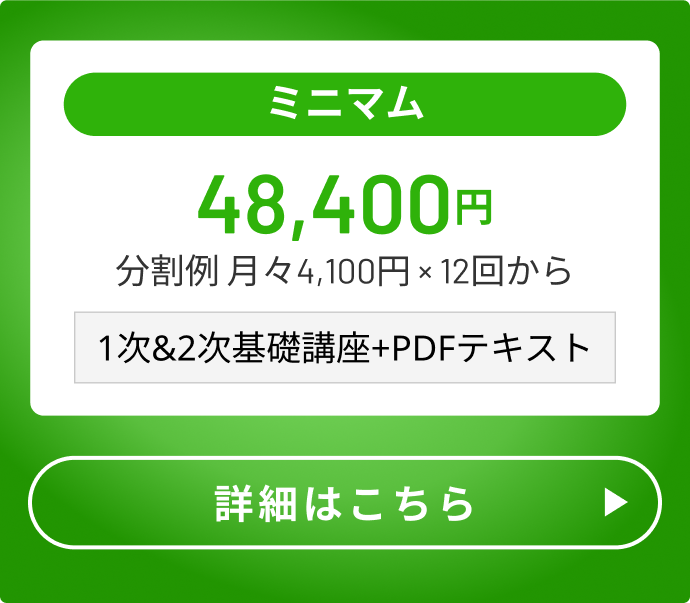 ミニマム
48,400円
分割例 月々4,100円 × 12回から
1次&2次基礎講座+PDFテキスト
詳細はこちら